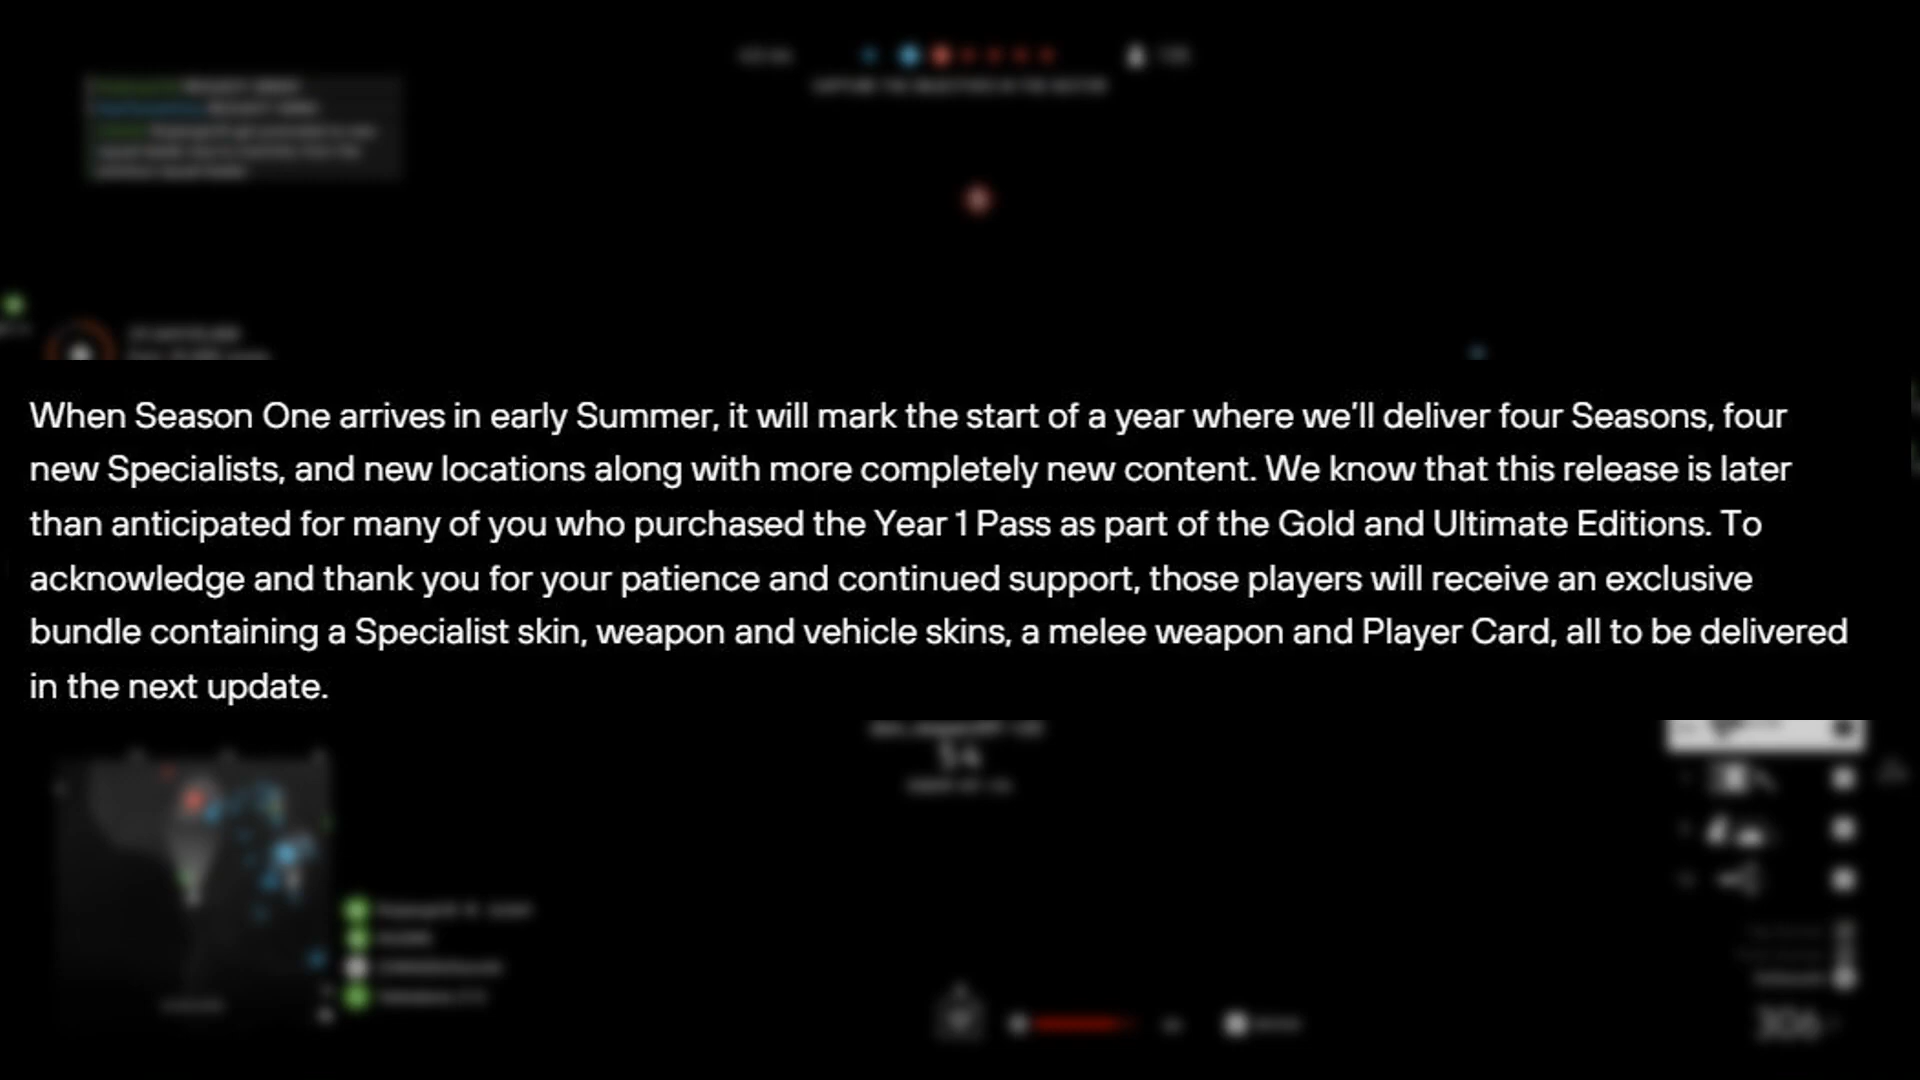 When Season One arrives in early Summer, it will mark the start of a year where we'll deliver four Seasons, four
new Specialists, and new locations along with more completely new content. We know that this release is later
than anticipated for many of you who purchased the Year 1 Pass as part of the Gold and Ultimate Editions. To
acknowledge and thank you for your patience and continued support, those players will receive an exclusive
bundle containing a Specialist skin, weapon and vehicle skins, a melee weapon and Player Card, all to be delivered
in the next update.
54
306